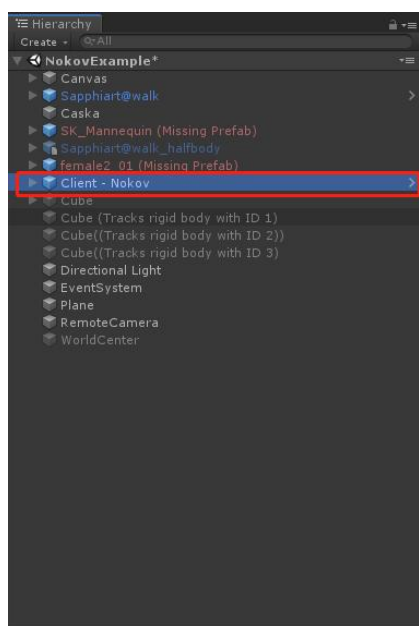 Hierarchy
Create All
NokovExample*
Canvas
Sapphiart@walk
Caska
SK_Mannequin (Missing Prefab)
Sapphiart@walk_halfbody
female2_01 (Missing Prefab)
Client - Nokov
Cube
Cube (Tracks rigid body with ID 1)
Cube((Tracks rigid body with ID 2))
Cube((Tracks rigid body with ID 3)
Directional Light
EventSystem
Plane
RemoteCamera
WorldCenter